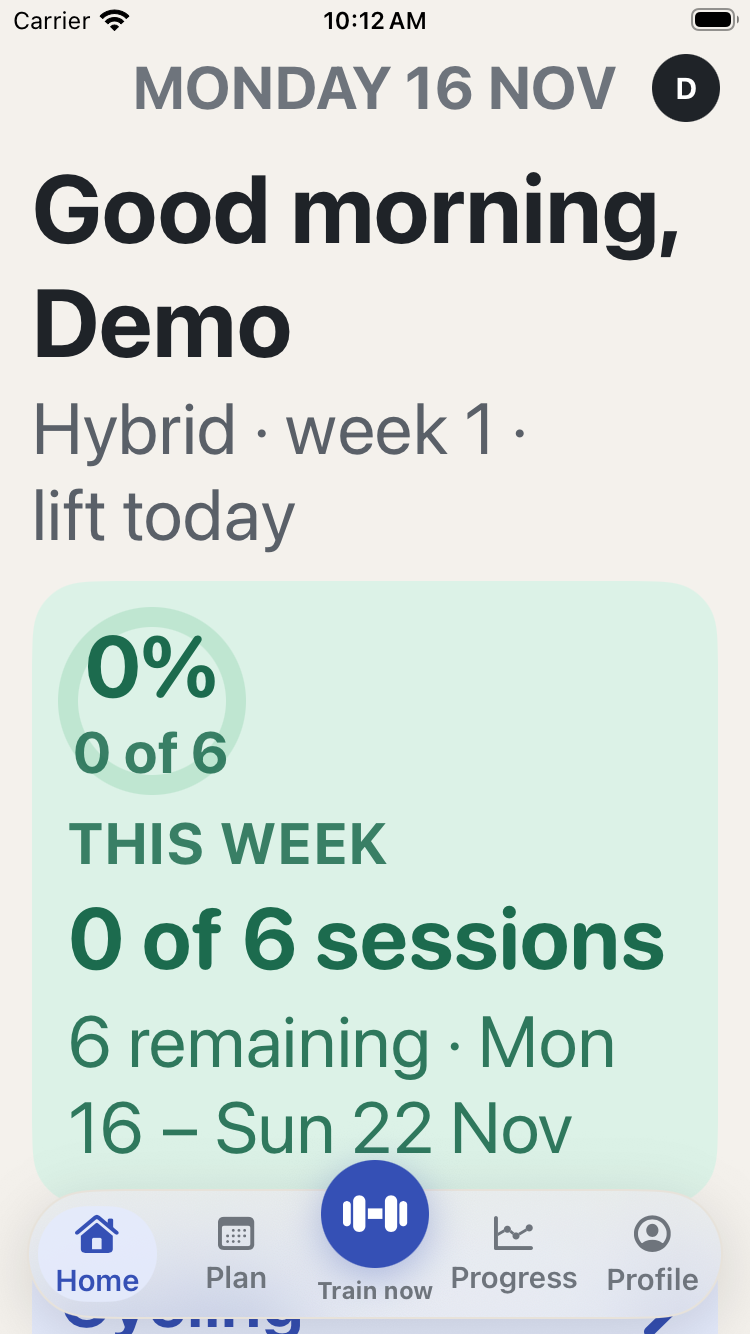 Carrier 10:12 AM
MONDAY 16 NOV D
Good morning,
Demo
Hybrid · week 1 ·
lift today
0%
0 of 6
THIS WEEK
0 of 6 sessions
6 remaining · Mon
16 – Sun 22 Nov
Home Plan Train now Progress Profile
Cycling